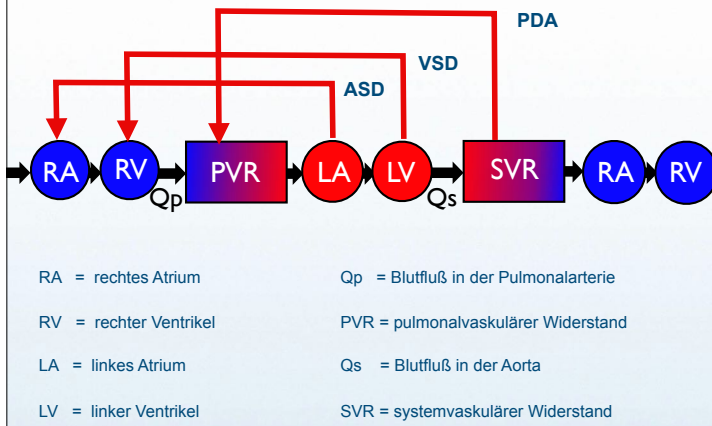 PDA
VSD
ASD
RA RV PVR LA LV SVR RA RV
Qp Qs
RA = rechtes Atrium
Qp = Blutfluß in der Pulmonalarterie
RV = rechter Ventrikel
PVR = pulmonalvaskulärer Widerstand
LA = linkes Atrium
Qs = Blutfluß in der Aorta
LV = linker Ventrikel
SVR = systemvaskulärer Widerstand